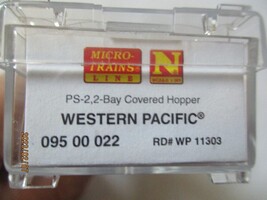 MICRO-
TRAINS
LINE
N
PS-2,2-Bay Covered Hopper
WESTERN PACIFIC®
095 00 022
RD# WP 11303